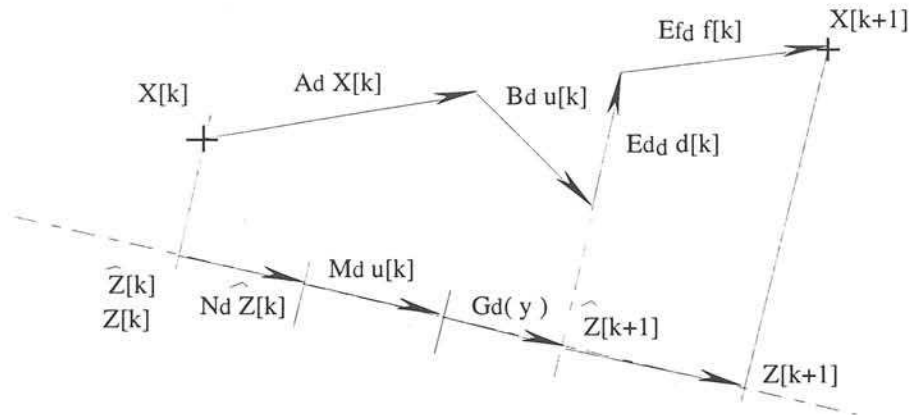 X[k+1]
Efd f[k]
Ad X[k]
X[k]
Bd u[k]
Edd d[k]
Md u[k]
Ẑ[k]
Nd Ẑ[k]
Gd( y )
Ẑ[k+1]
Z[k]
Z[k+1]